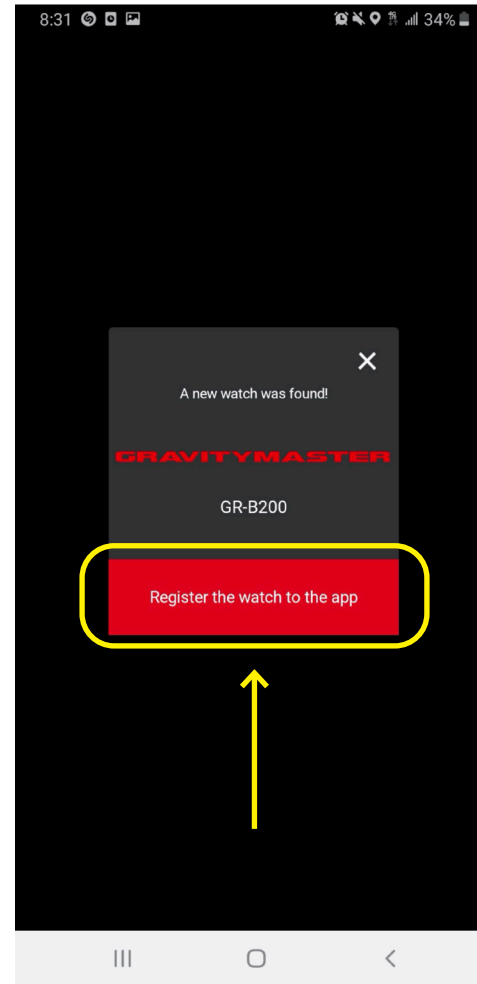 8:31
34%
A new watch was found!
GRAVITYMASTER
GR-B200
Register the watch to the app